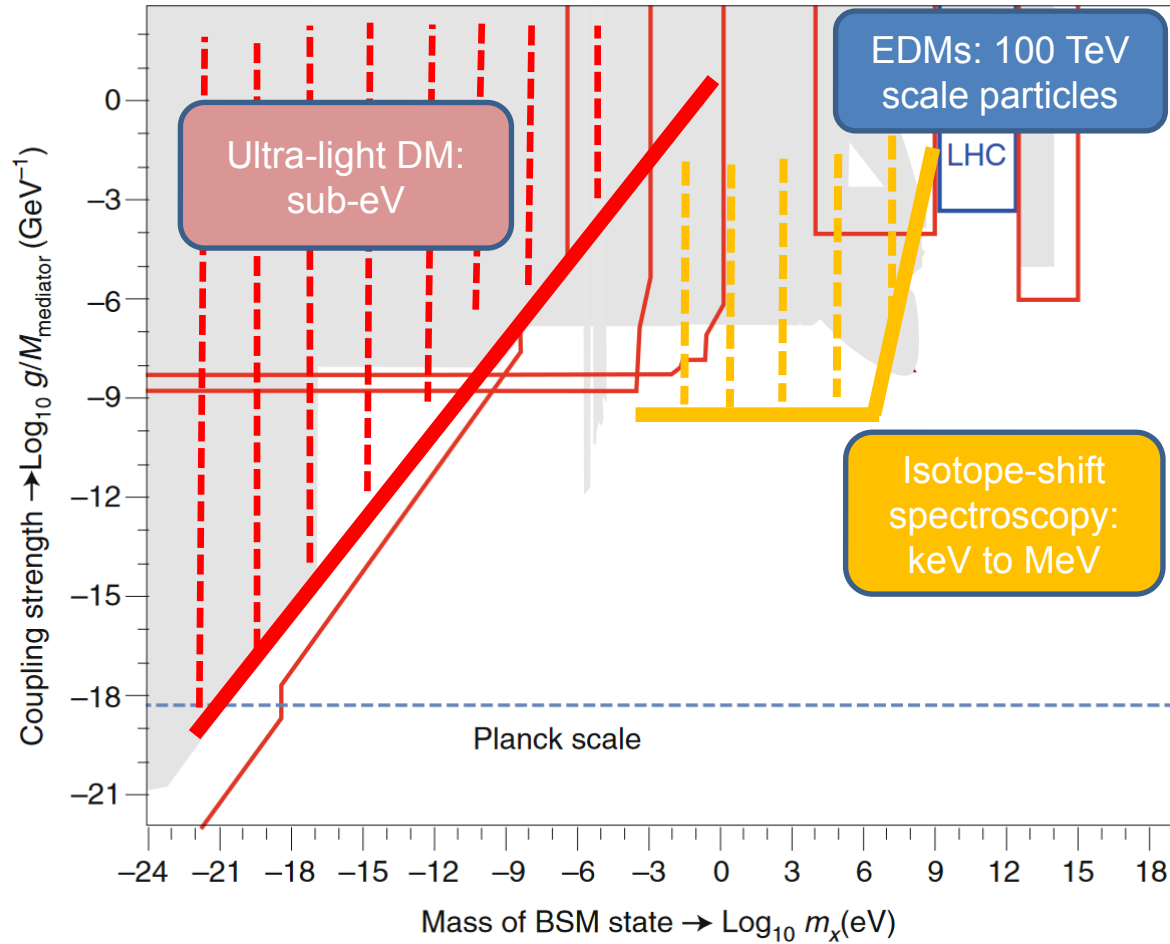 EDMs: 100 TeV
scale particles
Ultra-light DM:
sub-eV
LHC
Isotope-shift
spectroscopy:
keV to MeV
Planck scale
Coupling strength →Log₁₀ g/M_mediator (GeV⁻¹)
0
−3
−6
−9
−12
−15
−18
−21
−24 −21 −18 −15 −12 −9 −6 −3 0 3 6 9 12 15 18
Mass of BSM state → Log₁₀ mₓ(eV)